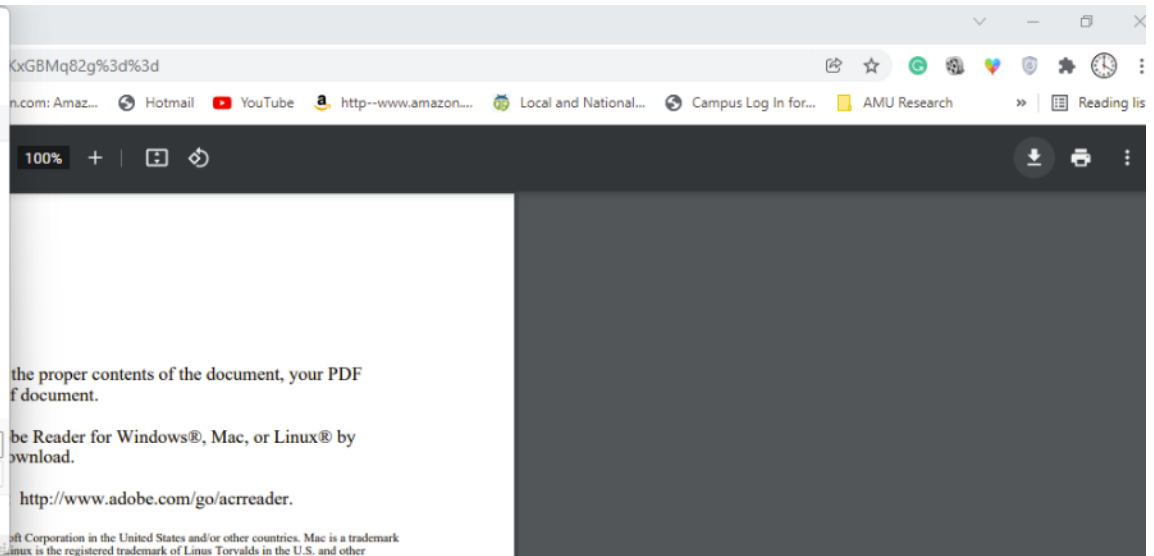 KxGBMq82g%3d%3d
n.com: Amaz... Hotmail YouTube a http--www.amazon.... Local and National... Campus Log In for... AMU Research » Reading lis
100%
the proper contents of the document, your PDF
f document.
be Reader for Windows®, Mac, or Linux® by
ownload.
http://www.adobe.com/go/acrreader.
oft Corporation in the United States and/or other countries. Mac is a trademark
inux is the registered trademark of Linus Torvalds in the U.S. and other